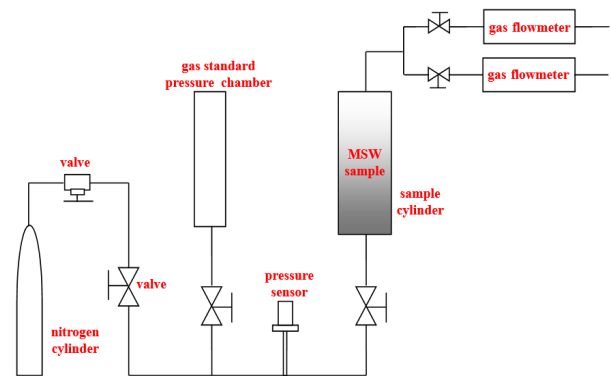 gas flowmeter
gas flowmeter
gas standard
pressure chamber
MSW
sample
sample
cylinder
valve
valve
pressure
sensor
nitrogen
cylinder